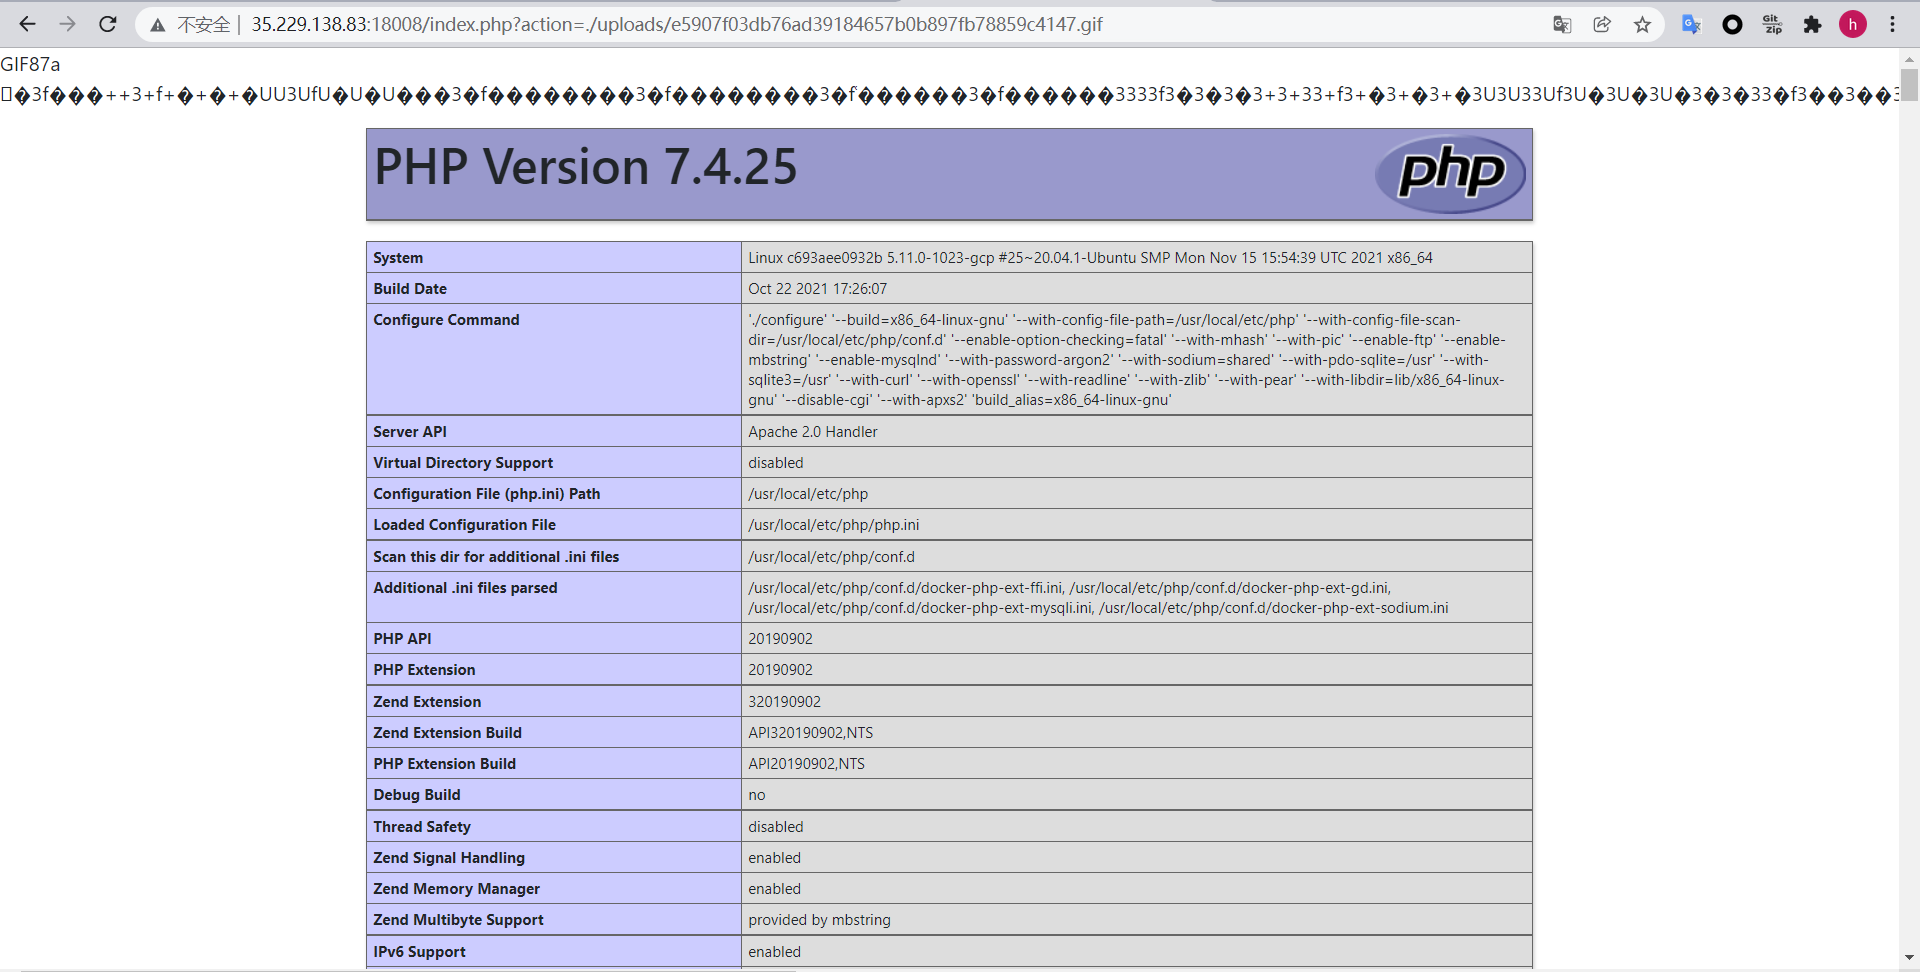 不安全 | 35.229.138.83:18008/index.php?action=./uploads/e5907f03db76ad39184657b0b897fb78859c4147.gif
Git
Zip
h
GIF87a
�3f���++3+f+�+�+�UU3UfU�U�U���3�f��������3�f��������3�f������3�f������3333f3�3�3�3+3+33+f3+�3+�3+�3U3U33Uf3U�3U�3U�3�3�33�f3��3��3
PHP Version 7.4.25
php
System Linux c693aee0932b 5.11.0-1023-gcp #25~20.04.1-Ubuntu SMP Mon Nov 15 15:54:39 UTC 2021 x86_64
Build Date Oct 22 2021 17:26:07
Configure Command './configure' '--build=x86_64-linux-gnu' '--with-config-file-path=/usr/local/etc/php' '--with-config-file-scan-
dir=/usr/local/etc/php/conf.d' '--enable-option-checking=fatal' '--with-mhash' '--with-pic' '--enable-ftp' '--enable-
mbstring' '--enable-mysqlnd' '--with-password-argon2' '--with-sodium=shared' '--with-pdo-sqlite=/usr' '--with-
sqlite3=/usr' '--with-curl' '--with-openssl' '--with-readline' '--with-zlib' '--with-pear' '--with-libdir=lib/x86_64-linux-
gnu' '--disable-cgi' '--with-apxs2' 'build_alias=x86_64-linux-gnu'
Server API Apache 2.0 Handler
Virtual Directory Support disabled
Configuration File (php.ini) Path /usr/local/etc/php
Loaded Configuration File /usr/local/etc/php/php.ini
Scan this dir for additional .ini files /usr/local/etc/php/conf.d
Additional .ini files parsed /usr/local/etc/php/conf.d/docker-php-ext-ffi.ini, /usr/local/etc/php/conf.d/docker-php-ext-gd.ini,
/usr/local/etc/php/conf.d/docker-php-ext-mysqli.ini, /usr/local/etc/php/conf.d/docker-php-ext-sodium.ini
PHP API 20190902
PHP Extension 20190902
Zend Extension 320190902
Zend Extension Build API320190902,NTS
PHP Extension Build API20190902,NTS
Debug Build no
Thread Safety disabled
Zend Signal Handling enabled
Zend Memory Manager enabled
Zend Multibyte Support provided by mbstring
IPv6 Support enabled